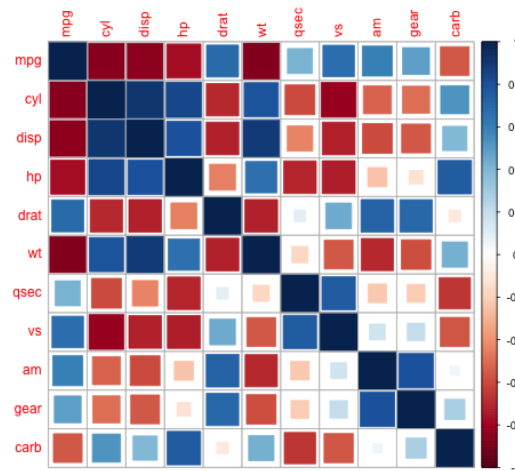 mpg cyl disp hp drat wt qsec vs am gear carb
mpg
cyl
disp
hp
drat
wt
qsec
vs
am
gear
carb